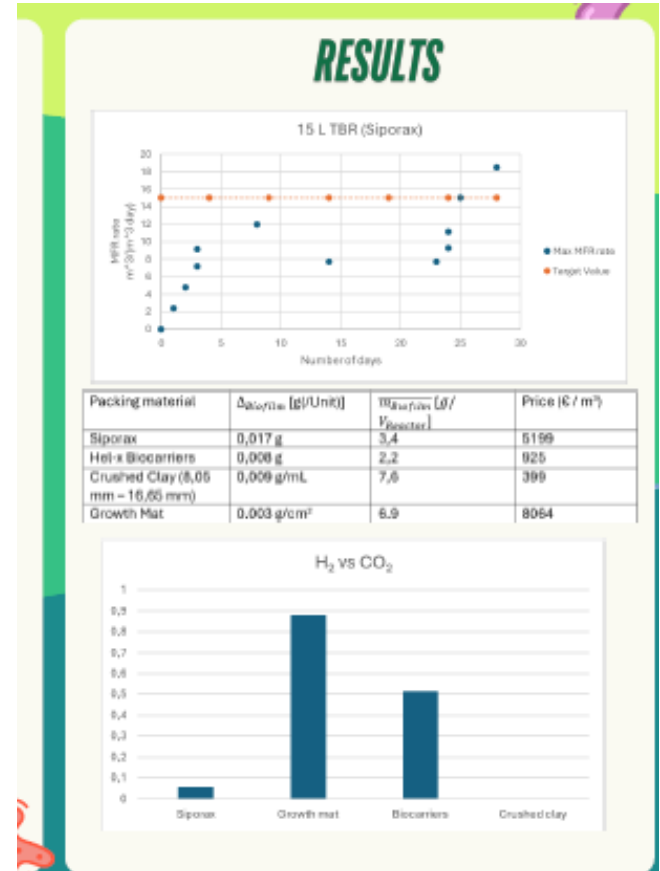 RESULTS
15 L TBR (Siporax)
20
18
16
14
12
10
8
6
4
2
0
MFR rate
m^3/(m^3 day)
0 5 10 15 20 25 30
Number of days
Max MFR rate
Target Value
Packing material Δ Biofilm [g(/Unit)] m Biofilm [g/ Price (€ / m³)
V Reactor]
Siporax 0,017 g 3,4 5199
Hel-x Biocarriers 0,008 g 2,2 925
Crushed Clay (8,05 0,009 g/mL 7,6 399
mm – 16,65 mm)
Growth Mat 0.003 g/cm² 6.9 8064
H₂ vs CO₂
1
0,9
0,8
0,7
0,6
0,5
0,4
0,3
0,2
0,1
0
Siporax Growth mat Biocarriers Crushed clay